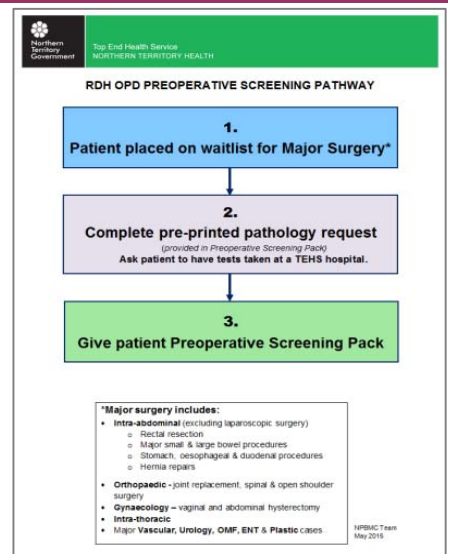 Northern
Territory
Government
Top End Health Service
NORTHERN TERRITORY HEALTH
RDH OPD PREOPERATIVE SCREENING PATHWAY
1.
Patient placed on waitlist for Major Surgery*
2.
Complete pre-printed pathology request
(provided in Preoperative Screening Pack)
Ask patient to have tests taken at a TEHS hospital.
3.
Give patient Preoperative Screening Pack
*Major surgery includes:
• Intra-abdominal (excluding laparoscopic surgery)
o Rectal resection
o Major small & large bowel procedures
o Stomach, oesophageal & duodenal procedures
o Hernia repairs
• Orthopaedic - joint replacement, spinal & open shoulder
surgery
• Gynaecology – vaginal and abdominal hysterectomy
• Intra-thoracic
• Major Vascular, Urology, OMF, ENT & Plastic cases
NPBMC Team
May 2015